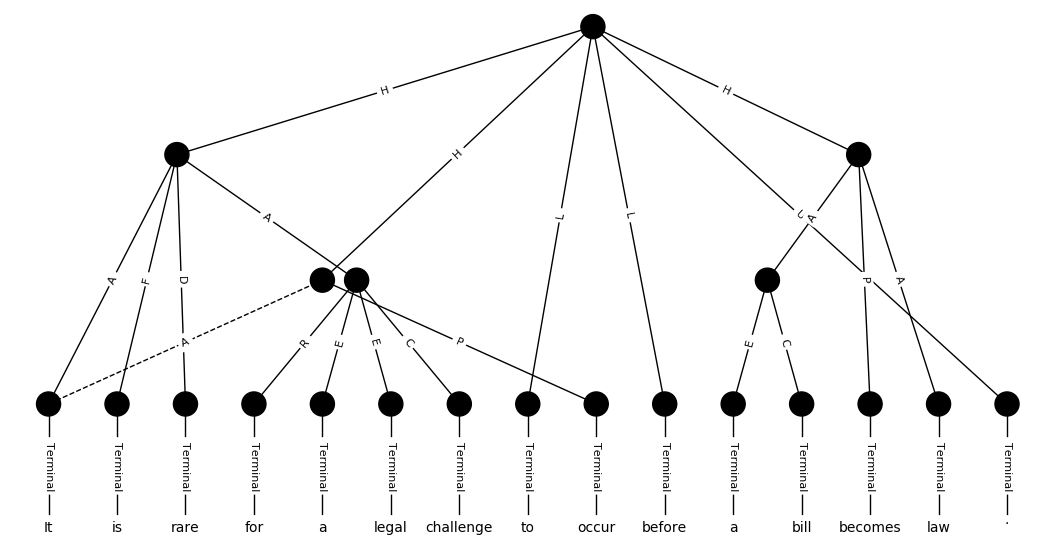 H
H
H
L
L
U
A
A
A
F
D
P
A
A
R
E
E
C
P
E
C
Terminal Terminal Terminal Terminal Terminal Terminal Terminal Terminal Terminal Terminal Terminal Terminal Terminal Terminal Terminal
It is rare for a legal challenge to occur before a bill becomes law .